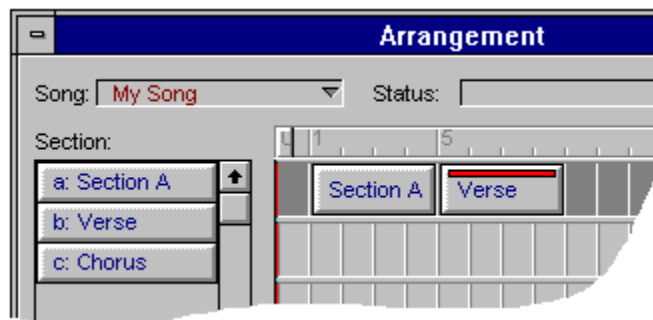 Arrangement
Song: My Song Status:
Section:
U 1 5
a: Section A
Section A Verse
b: Verse
c: Chorus